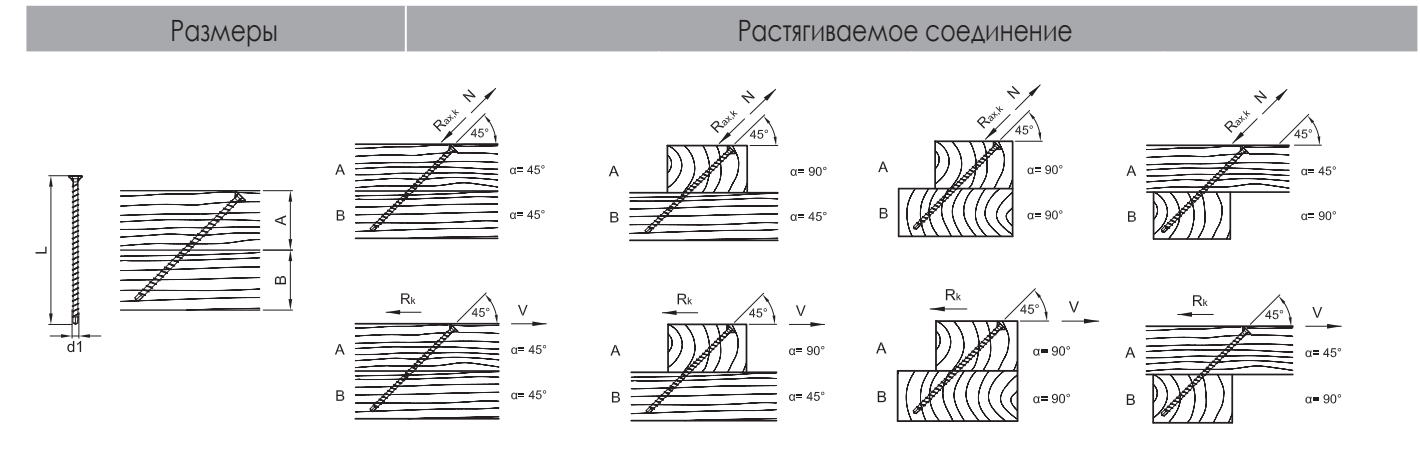 Размеры
Растягиваемое соединение
L
d1
A
B
Rax,k N
45°
A α= 45°
B α= 45°
Rax,k N
45°
A α= 90°
B α= 45°
Rax,k N
45°
A α= 90°
B α= 90°
Rax,k N
45°
A α= 45°
B α= 90°
Rk 45° V
A α= 45°
B α= 45°
Rk 45° V
A α= 90°
B α= 45°
Rk 45° V
A α= 90°
B α= 90°
Rk 45° V
A α= 45°
B α= 90°